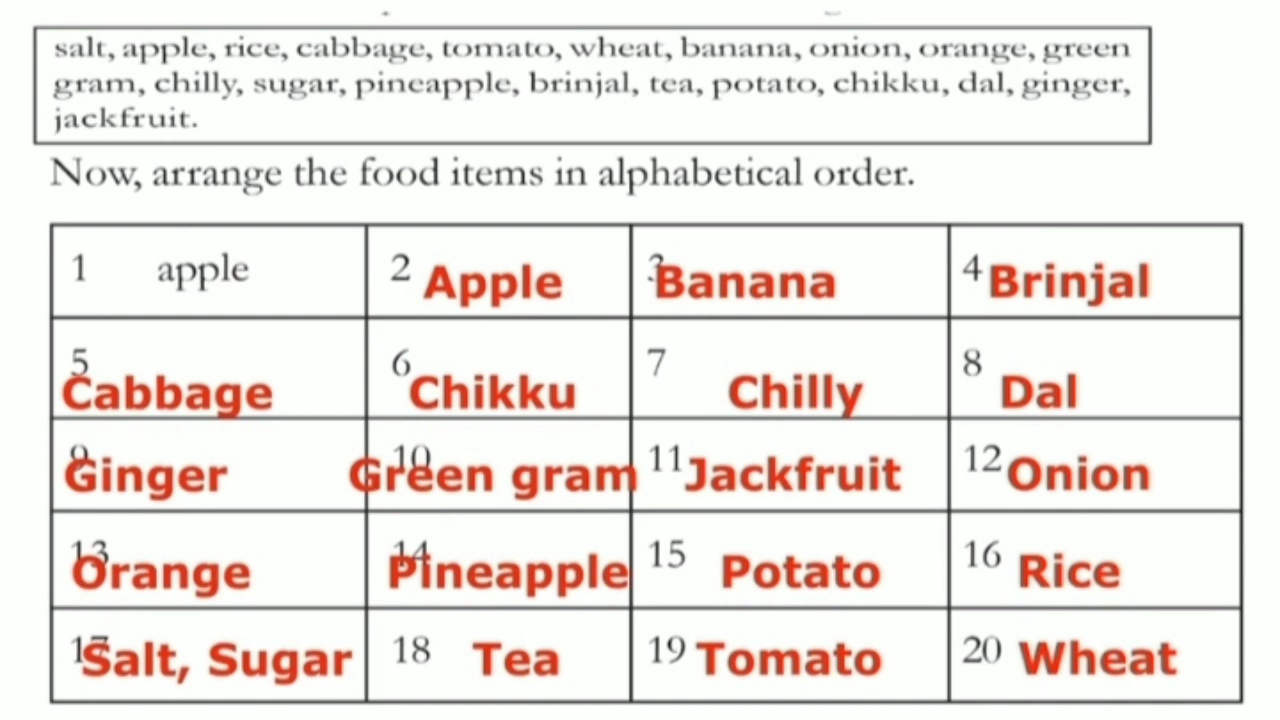 salt, apple, rice, cabbage, tomato, wheat, banana, onion, orange, green
gram, chilly, sugar, pineapple, brinjal, tea, potato, chikku, dal, ginger,
jackfruit.
Now, arrange the food items in alphabetical order.
1 apple 2 Apple 3 Banana 4 Brinjal
5 Cabbage 6 Chikku 7 Chilly 8 Dal
9 Ginger 10 Green gram 11 Jackfruit 12 Onion
13 Orange 14 Pineapple 15 Potato 16 Rice
17 Salt, Sugar 18 Tea 19 Tomato 20 Wheat